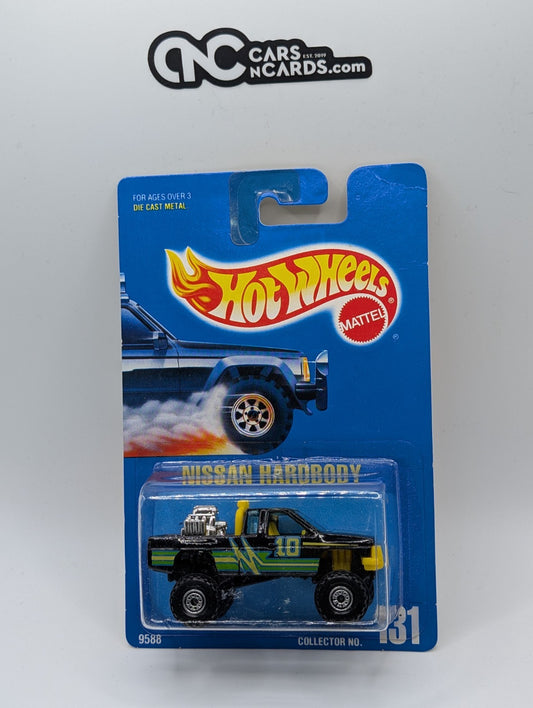 CNC CARS
EST. 2019
NCARDS.com
FOR AGES OVER 3
DIE CAST METAL
HOT WHEELS®
MATTEL
®
NISSAN HARDBODY
10
9588
COLLECTOR NO. 131